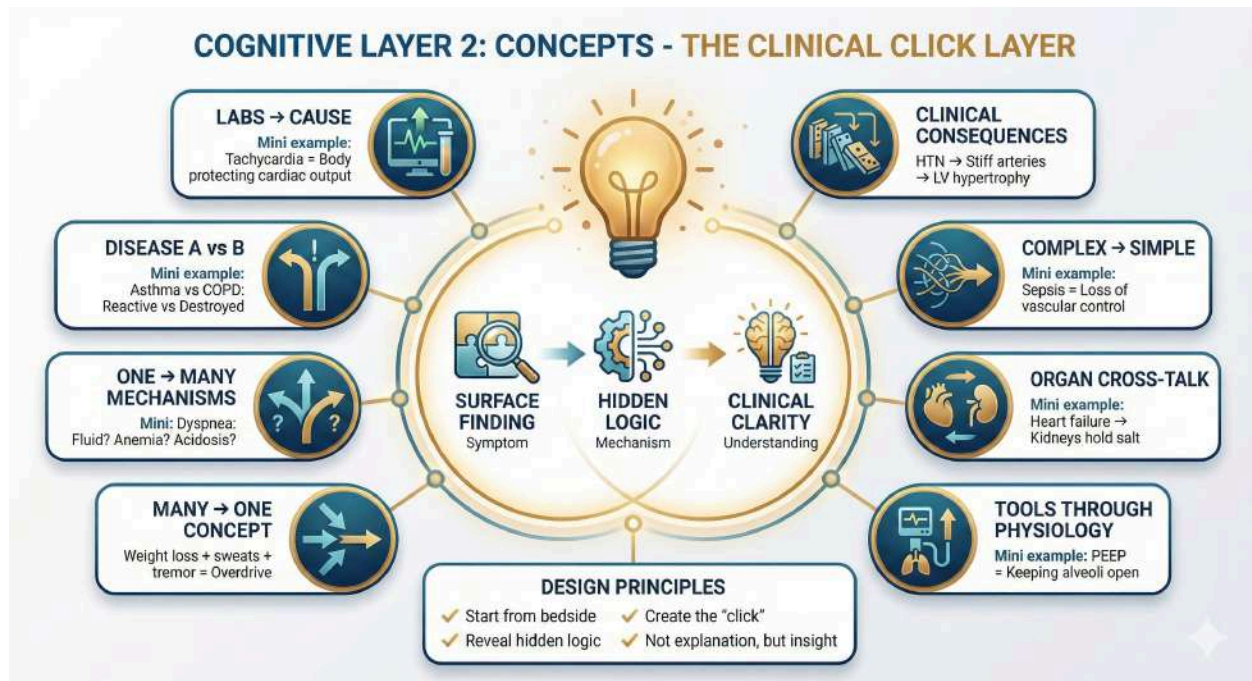 COGNITIVE LAYER 2: CONCEPTS - THE CLINICAL CLICK LAYER
LABS → CAUSE
Mini example:
Tachycardia = Body
protecting cardiac output
DISEASE A vs B
Mini example:
Asthma vs COPD:
Reactive vs Destroyed
ONE → MANY
MECHANISMS
Mini: Dyspnea:
Fluid? Anemia? Acidosis?
MANY → ONE
CONCEPT
Weight loss + sweats +
tremor = Overdrive
!
? ?
SURFACE
FINDING
Symptom
HIDDEN
LOGIC
Mechanism
CLINICAL
CLARITY
Understanding
CLINICAL
CONSEQUENCES
HTN → Stiff arteries
→ LV hypertrophy
COMPLEX → SIMPLE
Mini example:
Sepsis = Loss of
vascular control
ORGAN CROSS-TALK
Mini example:
Heart failure →
Kidneys hold salt
TOOLS THROUGH
PHYSIOLOGY
Mini example: PEEP
= Keeping alveoli open
DESIGN PRINCIPLES
✓ Start from bedside ✓ Create the “click”
✓ Reveal hidden logic ✓ Not explanation, but insight